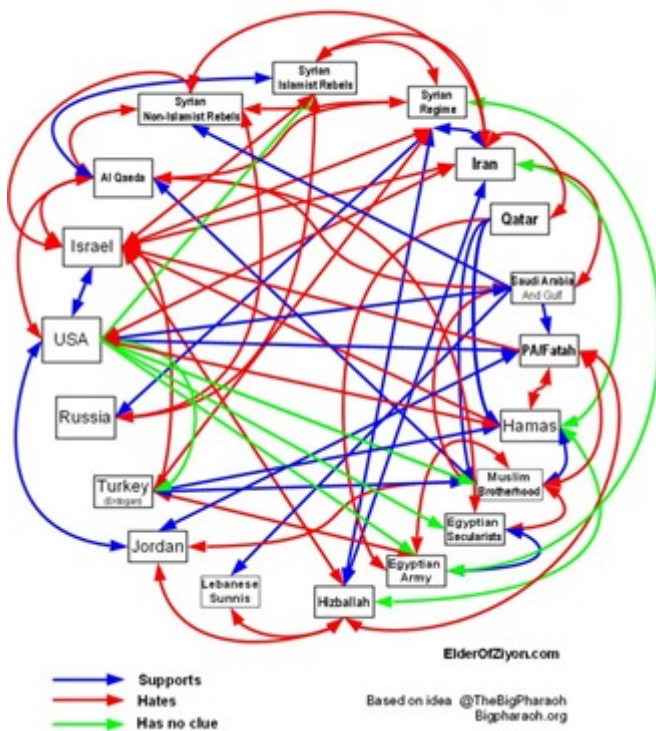 Syrian
Islamist Rebels
Syrian
Regime
Syrian
Non-Islamist Rebels
Iran
Al Qaeda
Qatar
Israel
Saudi Arabia
And Gulf
USA
PA/Fatah
Russia
Hamas
Turkey
(Erdogan)
Muslim
Brotherhood
Egyptian
Secularists
Jordan
Egyptian
Army
Lebanese
Sunnis
Hizballah
ElderOfZiyon.com
Supports
Hates
Has no clue
Based on idea @TheBigPharaoh
Bigpharaoh.org